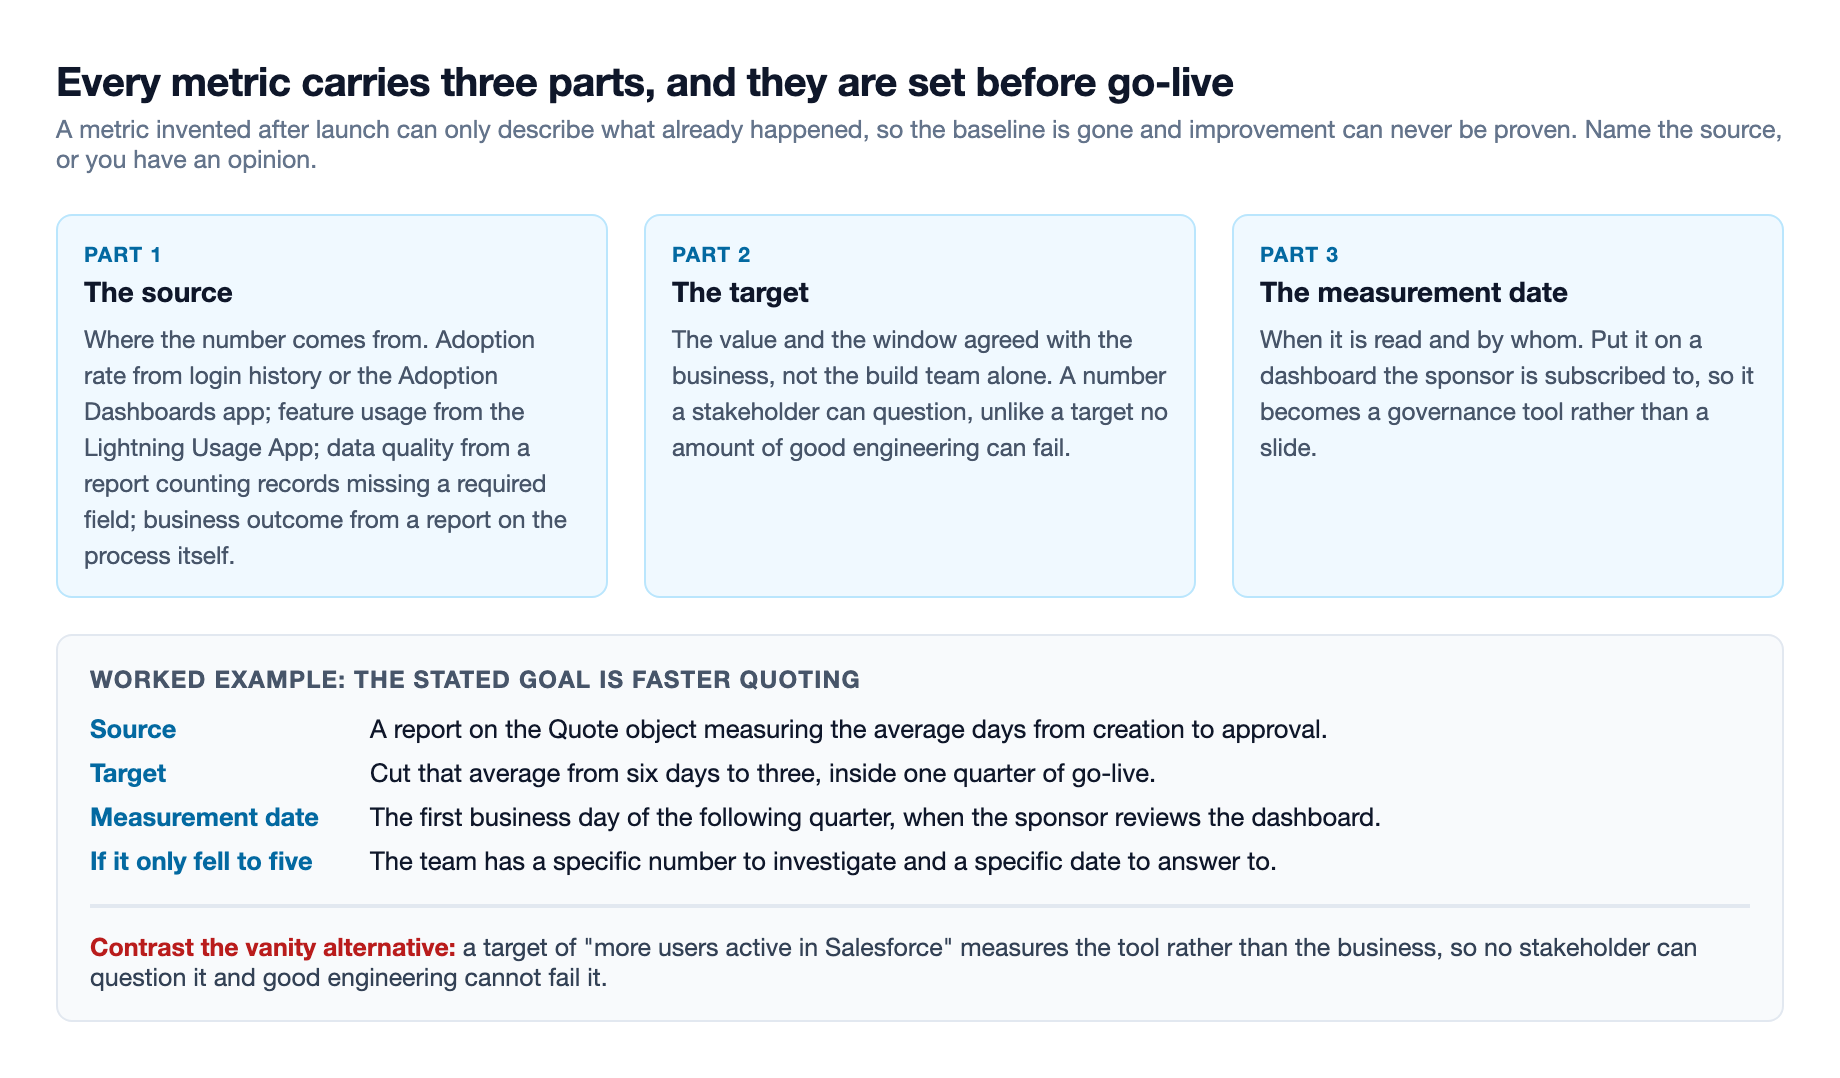 Every metric carries three parts, and they are set before go-live
A metric invented after launch can only describe what already happened, so the baseline is gone and improvement can never be proven. Name the source,
or you have an opinion.
PART 1
The source
Where the number comes from. Adoption
rate from login history or the Adoption
Dashboards app; feature usage from the
Lightning Usage App; data quality from a
report counting records missing a required
field; business outcome from a report on the
process itself.
PART 2
The target
The value and the window agreed with the
business, not the build team alone. A number
a stakeholder can question, unlike a target no
amount of good engineering can fail.
PART 3
The measurement date
When it is read and by whom. Put it on a
dashboard the sponsor is subscribed to, so it
becomes a governance tool rather than a
slide.
WORKED EXAMPLE: THE STATED GOAL IS FASTER QUOTING
Source A report on the Quote object measuring the average days from creation to approval.
Target Cut that average from six days to three, inside one quarter of go-live.
Measurement date The first business day of the following quarter, when the sponsor reviews the dashboard.
If it only fell to five The team has a specific number to investigate and a specific date to answer to.
Contrast the vanity alternative: a target of "more users active in Salesforce" measures the tool rather than the business, so no stakeholder can
question it and good engineering cannot fail it.